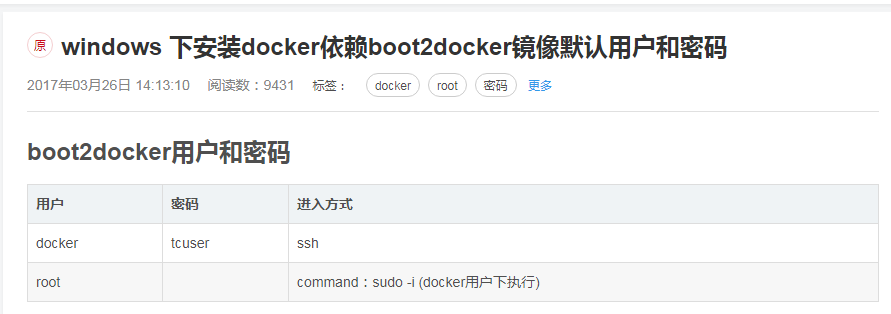 原 windows 下安装docker依赖boot2docker镜像默认用户和密码
2017年03月26日 14:13:10 阅读数：9431 标签： docker root 密码 更多
boot2docker用户和密码
用户 密码 进入方式
docker tcuser ssh
root command：sudo -i (docker用户下执行)